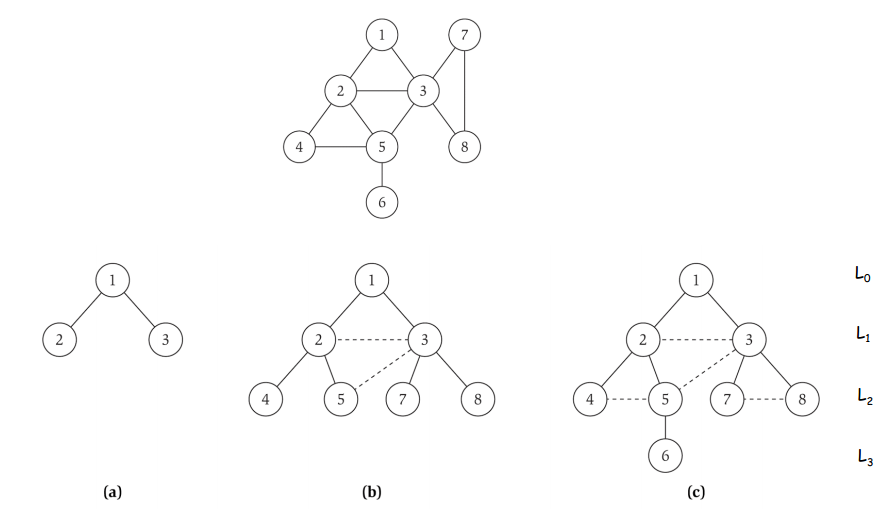 1 7
2 3
4 5 8
6
1 1 1 L₀
2 3 2 3 2 3 L₁
4 5 7 8 4 5 7 8 L₂
6 L₃
(a) (b) (c)